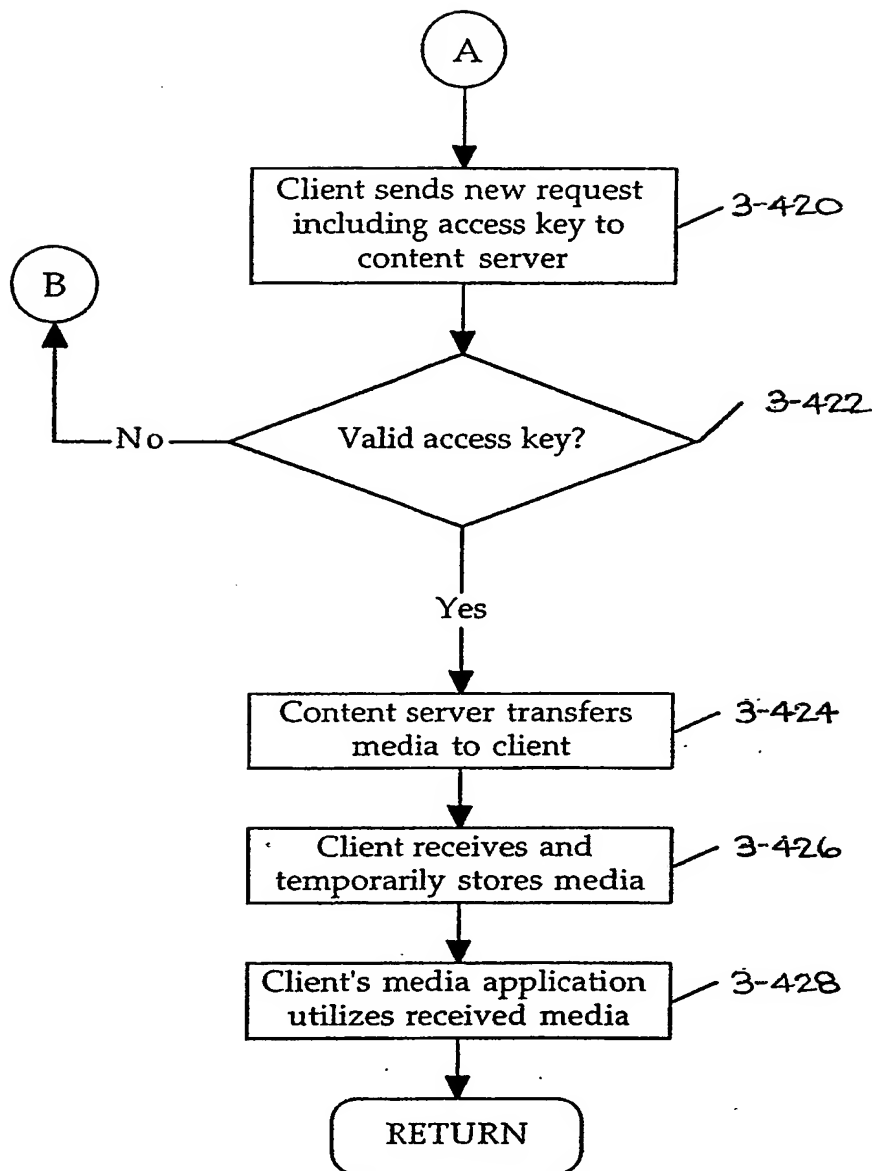 A
Client sends new request
including access key to
content server
3-420
B
Valid access key?
3-422
No
Yes
Content server transfers
media to client
3-424
Client receives and
temporarily stores media
3-426
Client's media application
utilizes received media
3-428
RETURN